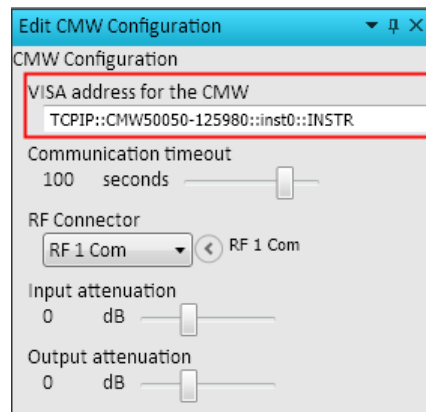 Edit CMW Configuration
CMW Configuration
VISA address for the CMW
TCPIP::CMW50050-125980::inst0::INSTR
Communication timeout
100 seconds
RF Connector
RF 1 Com RF 1 Com
Input attenuation
0 dB
Output attenuation
0 dB